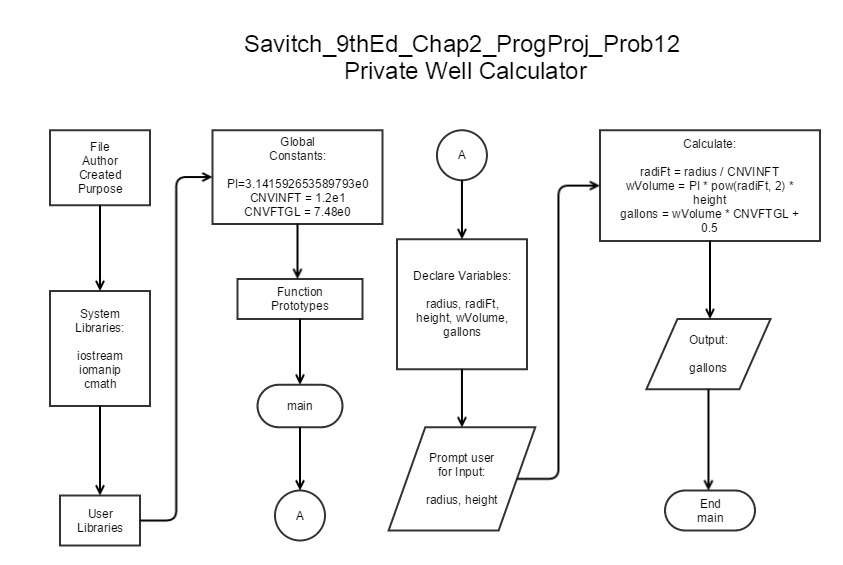 Savitch_9thEd_Chap2_ProgProj_Prob12
Private Well Calculator
File
Author
Created
Purpose
System
Libraries:
iostream
iomanip
cmath
User
Libraries
Global
Constants:
PI=3.141592653589793e0
CNVINFT = 1.2e1
CNVFTGL = 7.48e0
Function
Prototypes
main
A
A
Declare Variables:
radius, radiFt,
height, wVolume,
gallons
Prompt user
for Input:
radius, height
Calculate:
radiFt = radius / CNVINFT
wVolume = PI * pow(radiFt, 2) *
height
gallons = wVolume * CNVFTGL +
0.5
Output:
gallons
End
main